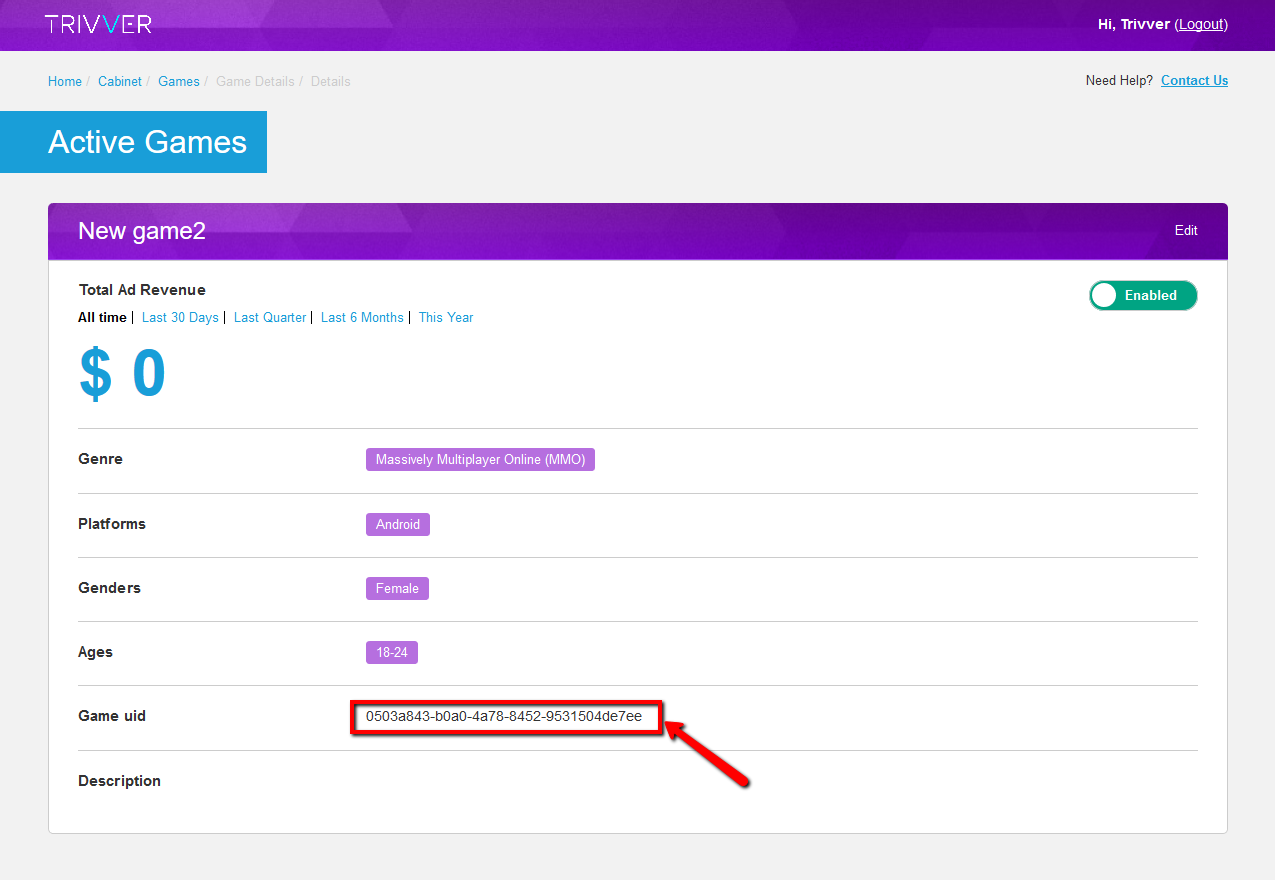 TRIVVER
Hi, Trivver (Logout)
Home / Cabinet / Games / Game Details / Details
Need Help? Contact Us
Active Games
New game2
Edit
Total Ad Revenue
Enabled
All time | Last 30 Days | Last Quarter | Last 6 Months | This Year
$ 0
Genre Massively Multiplayer Online (MMO)
Platforms Android
Genders Female
Ages 18-24
Game uid 0503a843-b0a0-4a78-8452-9531504de7ee
Description